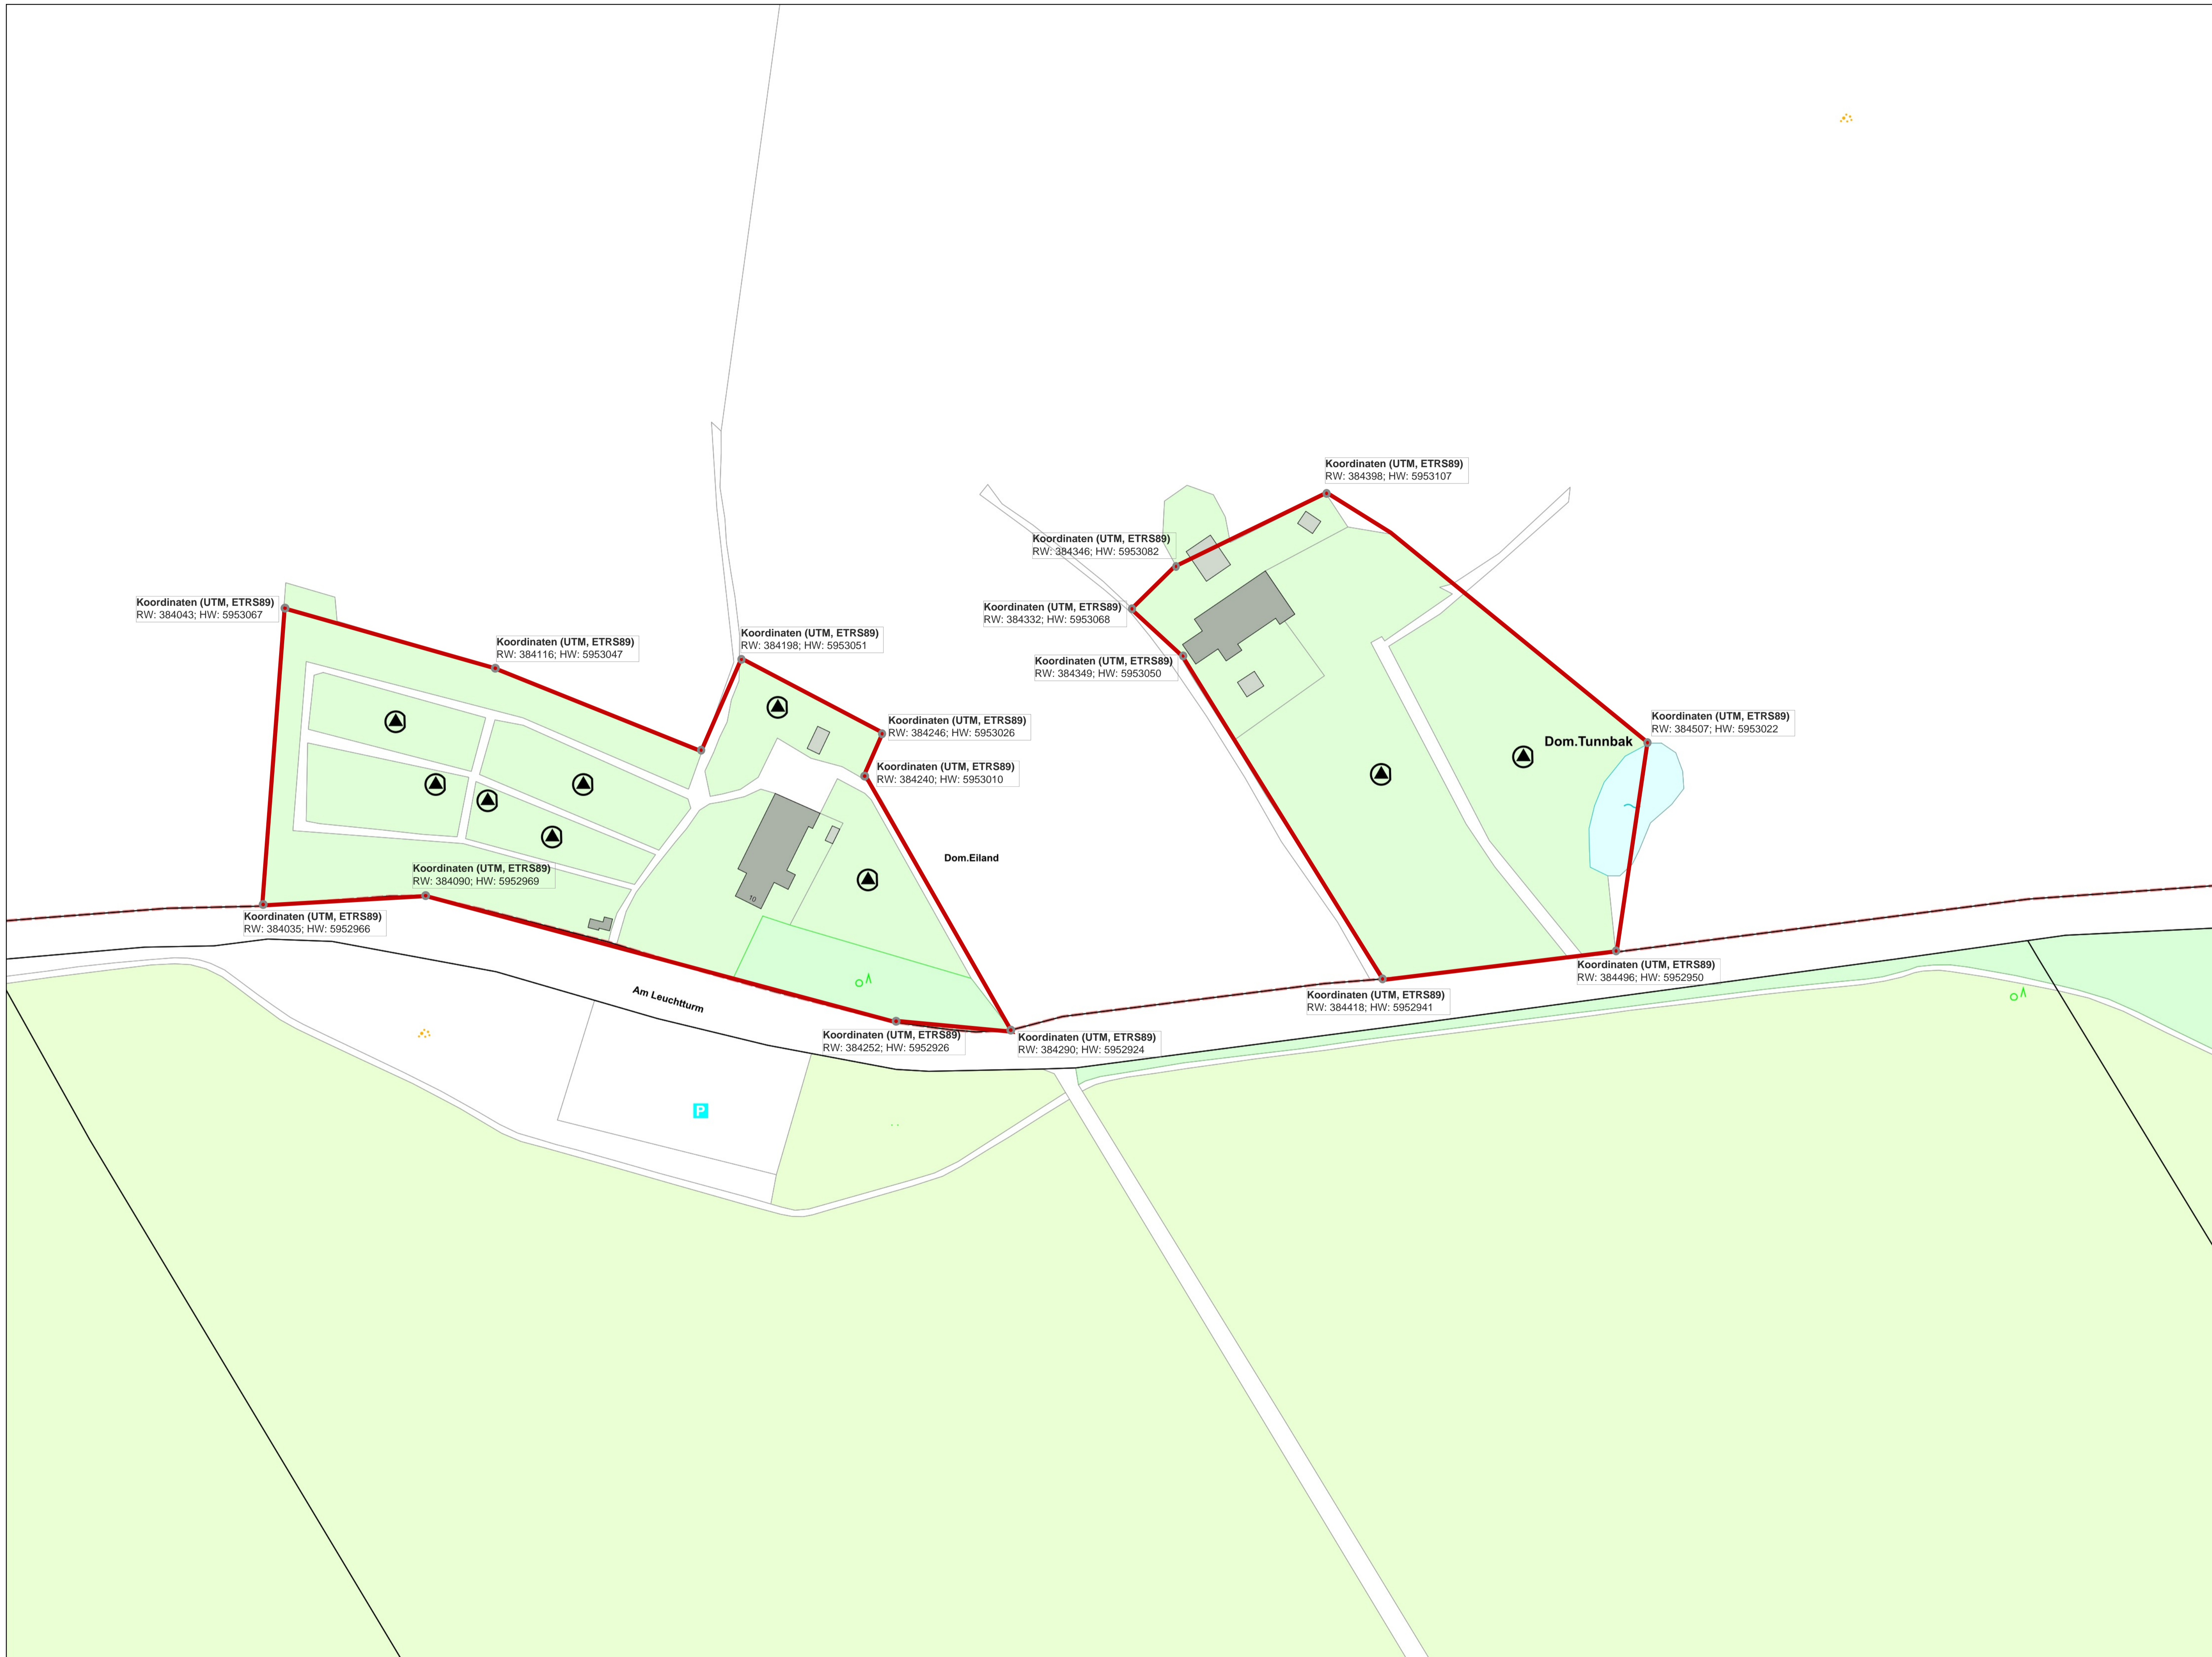 Koordinaten (UTM, ETRS89)
RW: 384398; HW: 5953107
Koordinaten (UTM, ETRS89)
RW: 384346; HW: 5953082
Koordinaten (UTM, ETRS89)
RW: 384043; HW: 5953067
Koordinaten (UTM, ETRS89)
RW: 384332; HW: 5953068
Koordinaten (UTM, ETRS89)
RW: 384116; HW: 5953047
Koordinaten (UTM, ETRS89)
RW: 384198; HW: 5953051
Koordinaten (UTM, ETRS89)
RW: 384349; HW: 5953050
Koordinaten (UTM, ETRS89)
RW: 384246; HW: 5953026
Koordinaten (UTM, ETRS89)
RW: 384507; HW: 5953022
Dom.Tunnbak
Koordinaten (UTM, ETRS89)
RW: 384240; HW: 5953010
Dom.Eiland
Koordinaten (UTM, ETRS89)
RW: 384090; HW: 5952969
10
Koordinaten (UTM, ETRS89)
RW: 384035; HW: 5952966
Koordinaten (UTM, ETRS89)
RW: 384496; HW: 5952950
Am Leuchtturm
Koordinaten (UTM, ETRS89)
RW: 384418; HW: 5952941
Koordinaten (UTM, ETRS89)
RW: 384252; HW: 5952926
Koordinaten (UTM, ETRS89)
RW: 384290; HW: 5952924
P